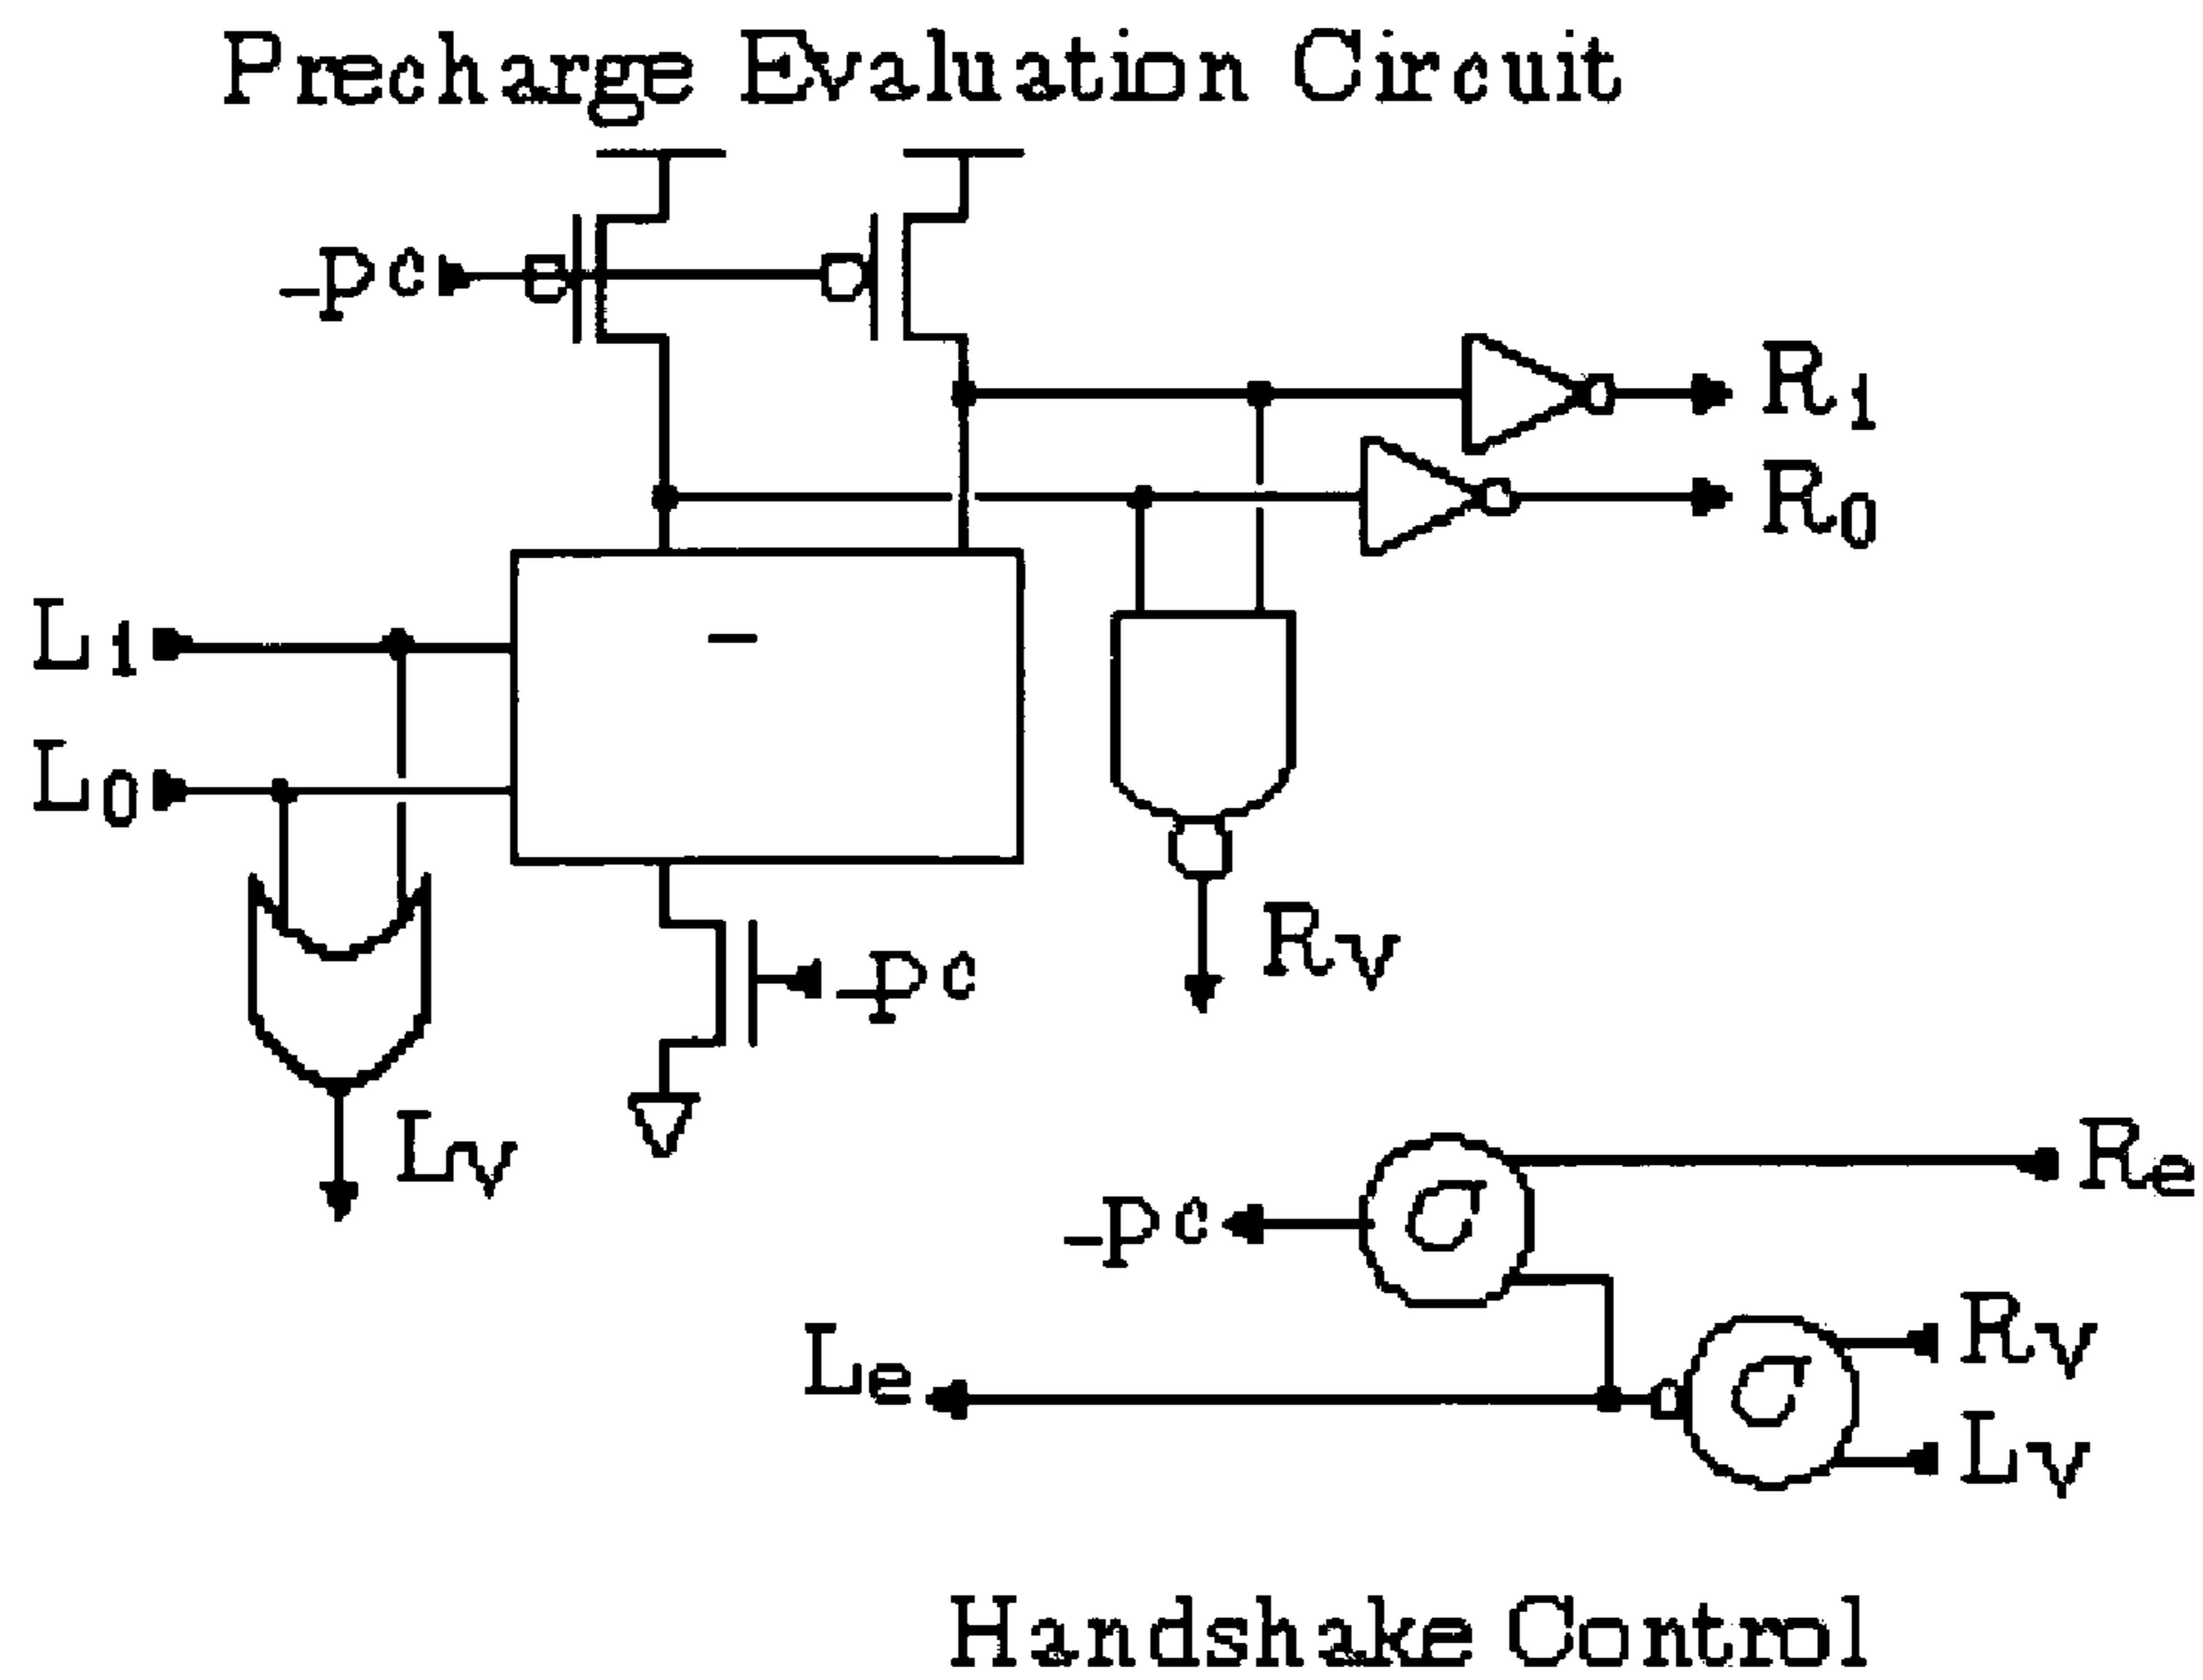 Precharge Evaluation Circuit
_pc
R1
R0
L1
L0
_pc
Rv
Lv
Re
C
_pc
Rv
Le
C
Lv
Handshake Control